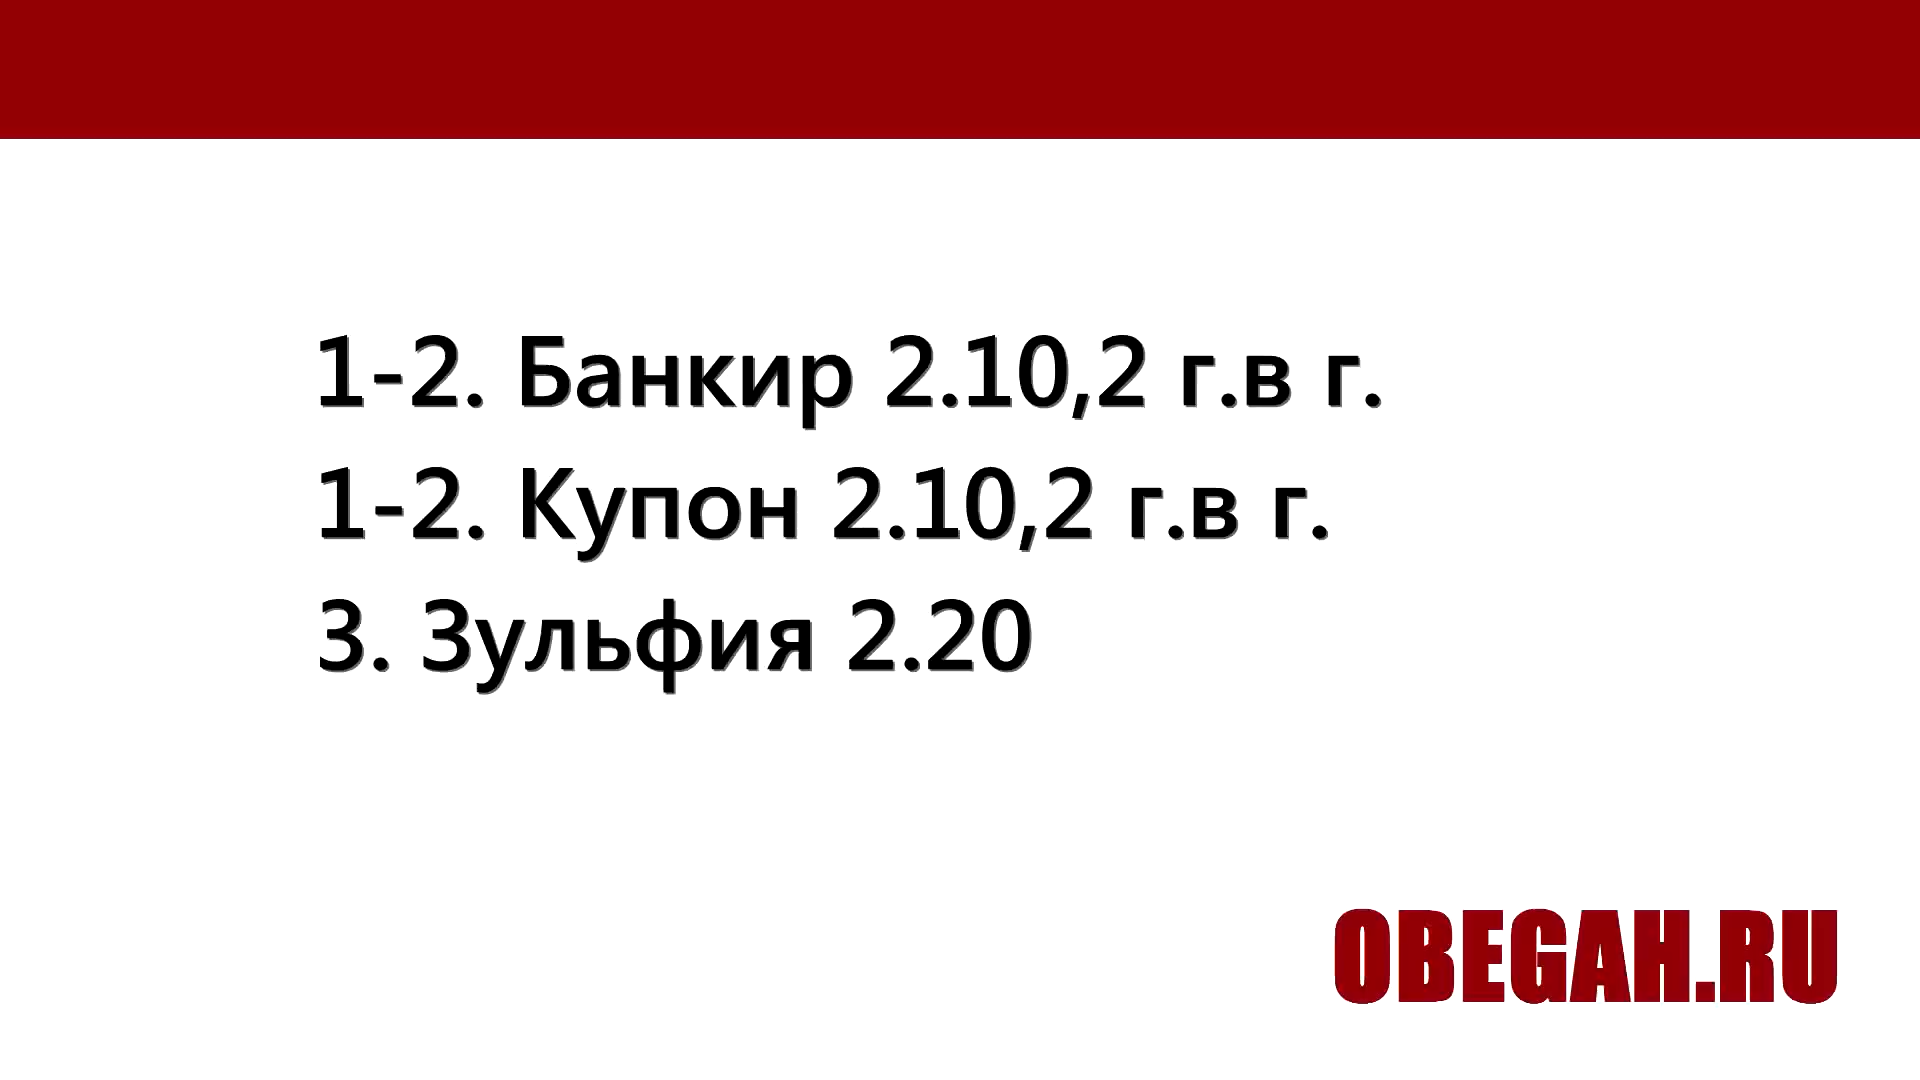 1-2. Банкир 2.10,2 г.в г.
1-2. Купон 2.10,2 г.в г.
3. Зульфия 2.20
OBEGAH.RU